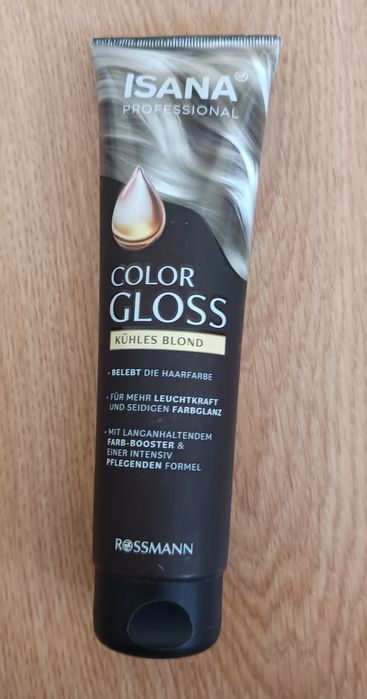 ISANA
PROFESSIONAL
COLOR
GLOSS
KÜHLES BLOND
· BELEBT DIE HAARFARBE
· FÜR MEHR LEUCHTKRAFT
UND SEIDIGEN FARBGLANZ
· MIT LANGANHALTENDEM
FARB-BOOSTER &
EINER INTENSIV
PFLEGENDEN FORMEL
ROSSMANN